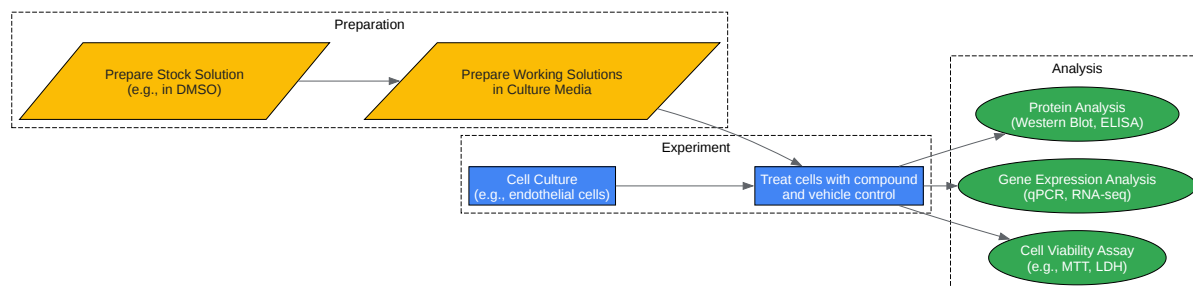 Preparation
Prepare Stock Solution
(e.g., in DMSO)
Prepare Working Solutions
in Culture Media
Experiment
Cell Culture
(e.g., endothelial cells)
Treat cells with compound
and vehicle control
Analysis
Protein Analysis
(Western Blot, ELISA)
Gene Expression Analysis
(qPCR, RNA-seq)
Cell Viability Assay
(e.g., MTT, LDH)